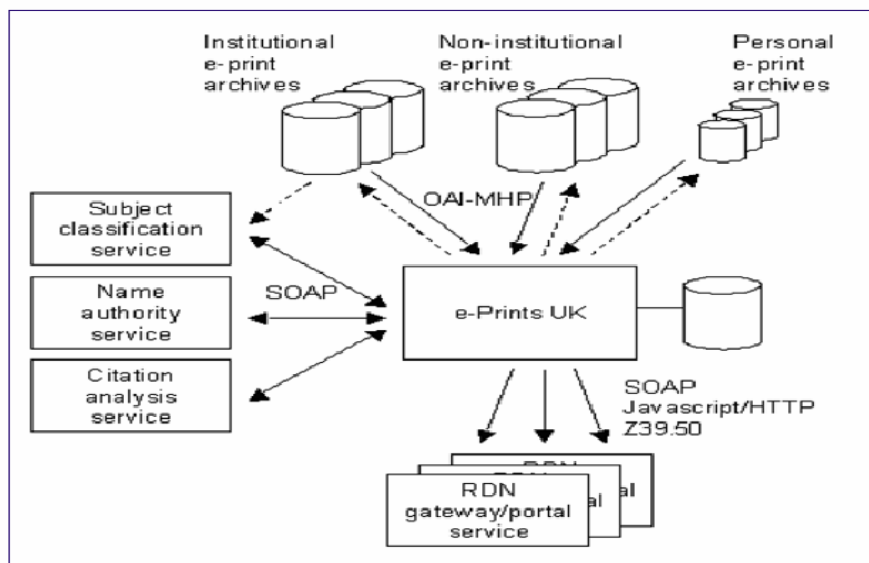 Institutional
e-print
archives
Non-institutional
e-print
archives
Personal
e-print
archives
OAI-MHP
Subject
classification
service
SOAP
Name
authority
service
e-Prints UK
Citation
analysis
service
SOAP
Javascript/HTTP
Z39.50
RDN
gateway/portal
service